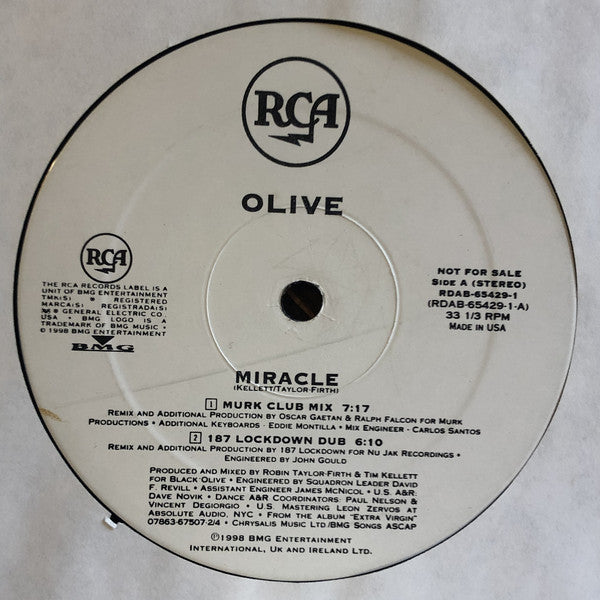 RCA
OLIVE
RCA
THE RCA RECORDS LABEL IS A
UNIT OF BMG ENTERTAINMENT
TMK(S) ® REGISTERED
MARCA(S) REGISTRADA(S)
® GENERAL ELECTRIC CO.
USA • BMG LOGO IS A
TRADEMARK OF BMG MUSIC •
© 1998 BMG ENTERTAINMENT
BMG
NOT FOR SALE
SIDE A (STEREO)
RDAB-65429-1
(RDAB-65429-1-A)
33 1/3 RPM
MADE IN USA
MIRACLE
(KELLETT/TAYLOR-FIRTH)
1 MURK CLUB MIX 7:17
REMIX AND ADDITIONAL PRODUCTION BY OSCAR GAETAN & RALPH FALCON FOR MURK
PRODUCTIONS • ADDITIONAL KEYBOARDS - EDDIE MONTILLA • MIX ENGINEER - CARLOS SANTOS
2 187 LOCKDOWN DUB 6:10
REMIX AND ADDITIONAL PRODUCTION BY 187 LOCKDOWN FOR NU JAK RECORDINGS •
ENGINEERED BY JOHN GOULD
PRODUCED AND MIXED BY ROBIN TAYLOR-FIRTH & TIM KELLETT
FOR BLACK OLIVE • ENGINEERED BY SQUADRON LEADER DAVID
F. REVILL • ASSISTANT ENGINEER JAMES MCNICOL • U.S. A&R:
DAVE NOVIK • DANCE A&R COORDINATORS: PAUL NELSON &
VINCENT DEGIORGIO • U.S. MASTERING LEON ZERVOS AT
ABSOLUTE AUDIO, NYC • FROM THE ALBUM "EXTRA VIRGIN"
07863-67507-2/4 • CHRYSALIS MUSIC LTD/BMG SONGS ASCAP
℗1998 BMG ENTERTAINMENT
INTERNATIONAL, UK AND IRELAND LTD.